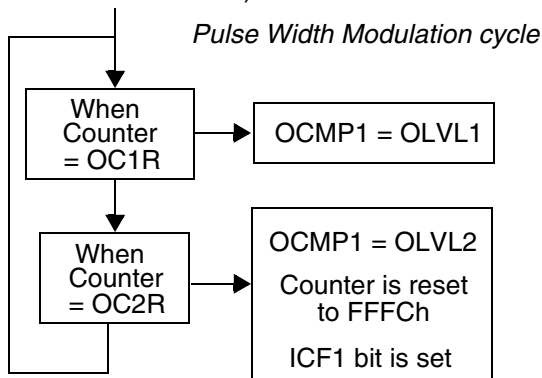 Pulse Width Modulation cycle
When
Counter
= OC1R
OCMP1 = OLVL1
When
Counter
= OC2R
OCMP1 = OLVL2
Counter is reset
to FFFCh
ICF1 bit is set